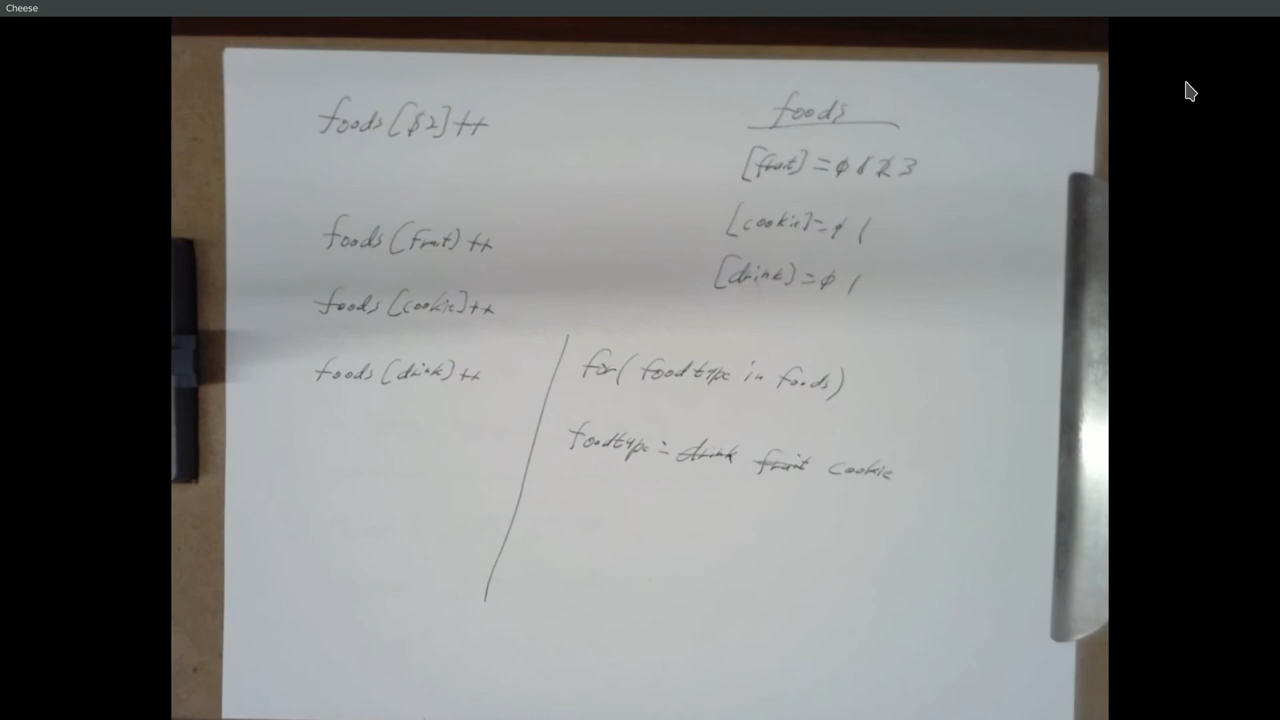 Cheese
foods[$2]++
foods[fruit]++
foods[cookie]++
foods[drink]++
foods
[fruit]=0 1 2 3
[cookie]=0 1
[drink]=0 1
for(foodtype in foods)
foodtype= drink fruit cookie